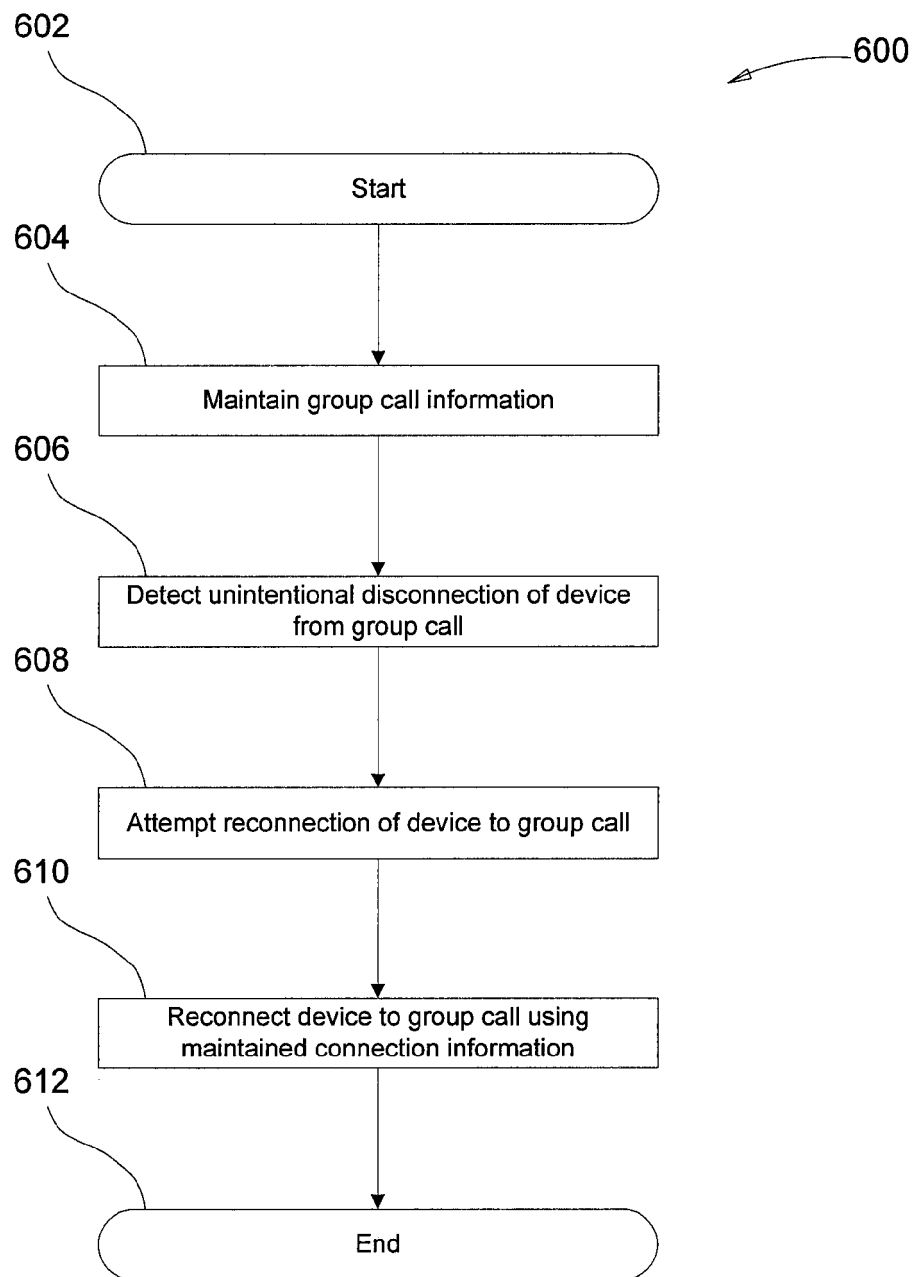 602
600
Start
604
Maintain group call information
606
Detect unintentional disconnection of device
from group call
608
Attempt reconnection of device to group call
610
Reconnect device to group call using
maintained connection information
612
End